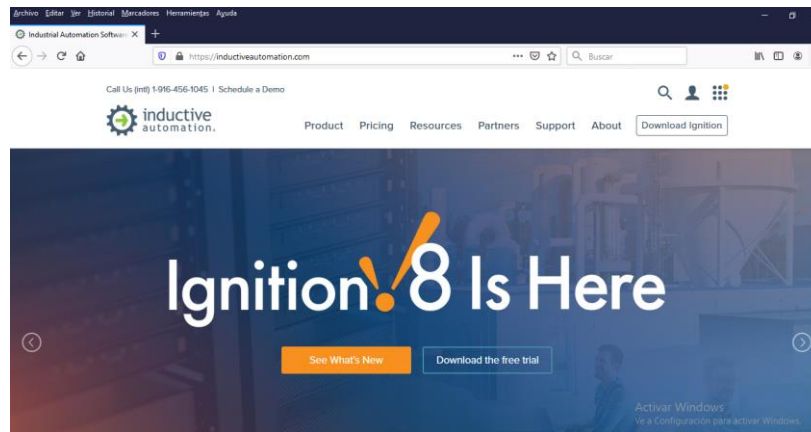 Archivo Editar Ver Historial Marcadores Herramientas Ayuda
Industrial Automation Software
https://inductiveautomation.com
Buscar
Call Us (intl) 1-916-456-1045 | Schedule a Demo
inductive
automation.
Product Pricing Resources Partners Support About Download Ignition
Ignition 8 Is Here
See What's New Download the free trial
Activar Windows
Ve a Configuración para activar Windows.